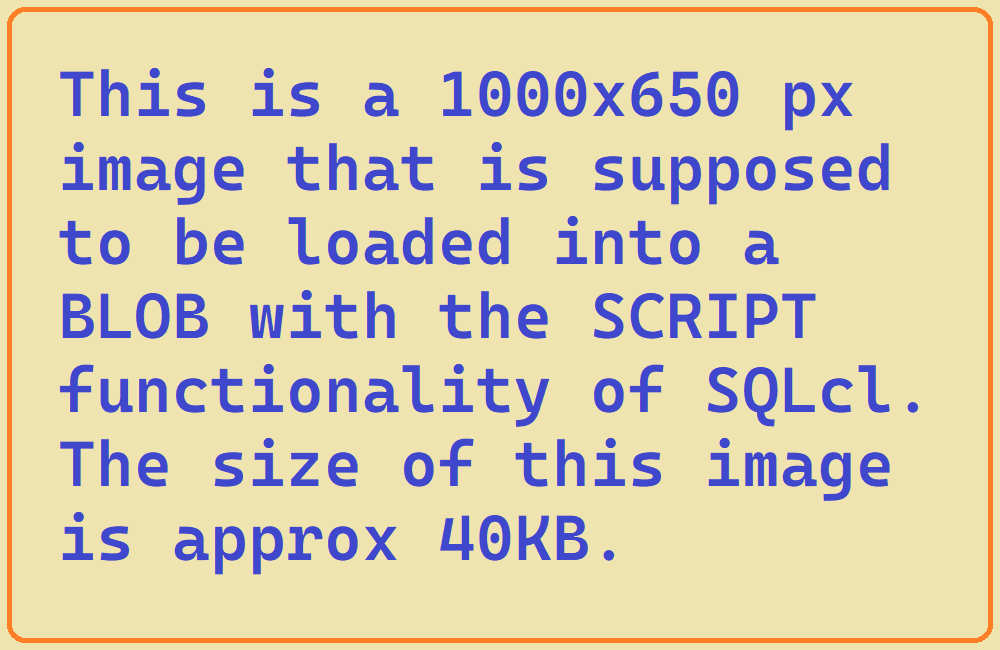 This is a 1000x650 px
image that is supposed
to be loaded into a
BLOB with the SCRIPT
functionality of SQLcl.
The size of this image
is approx 40KB.